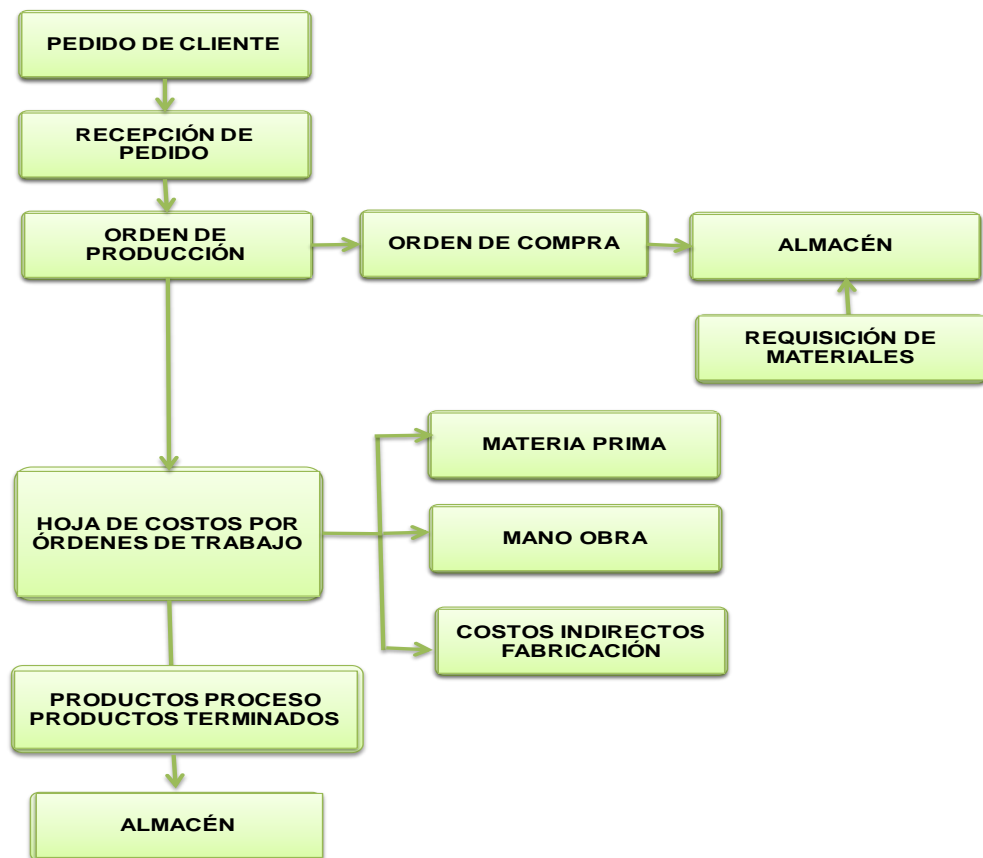 PEDIDO DE CLIENTE
RECEPCIÓN DE
PEDIDO
ORDEN DE
PRODUCCIÓN
ORDEN DE COMPRA
ALMACÉN
REQUISICIÓN DE
MATERIALES
MATERIA PRIMA
HOJA DE COSTOS POR
ÓRDENES DE TRABAJO
MANO OBRA
COSTOS INDIRECTOS
FABRICACIÓN
PRODUCTOS PROCESO
PRODUCTOS TERMINADOS
ALMACÉN